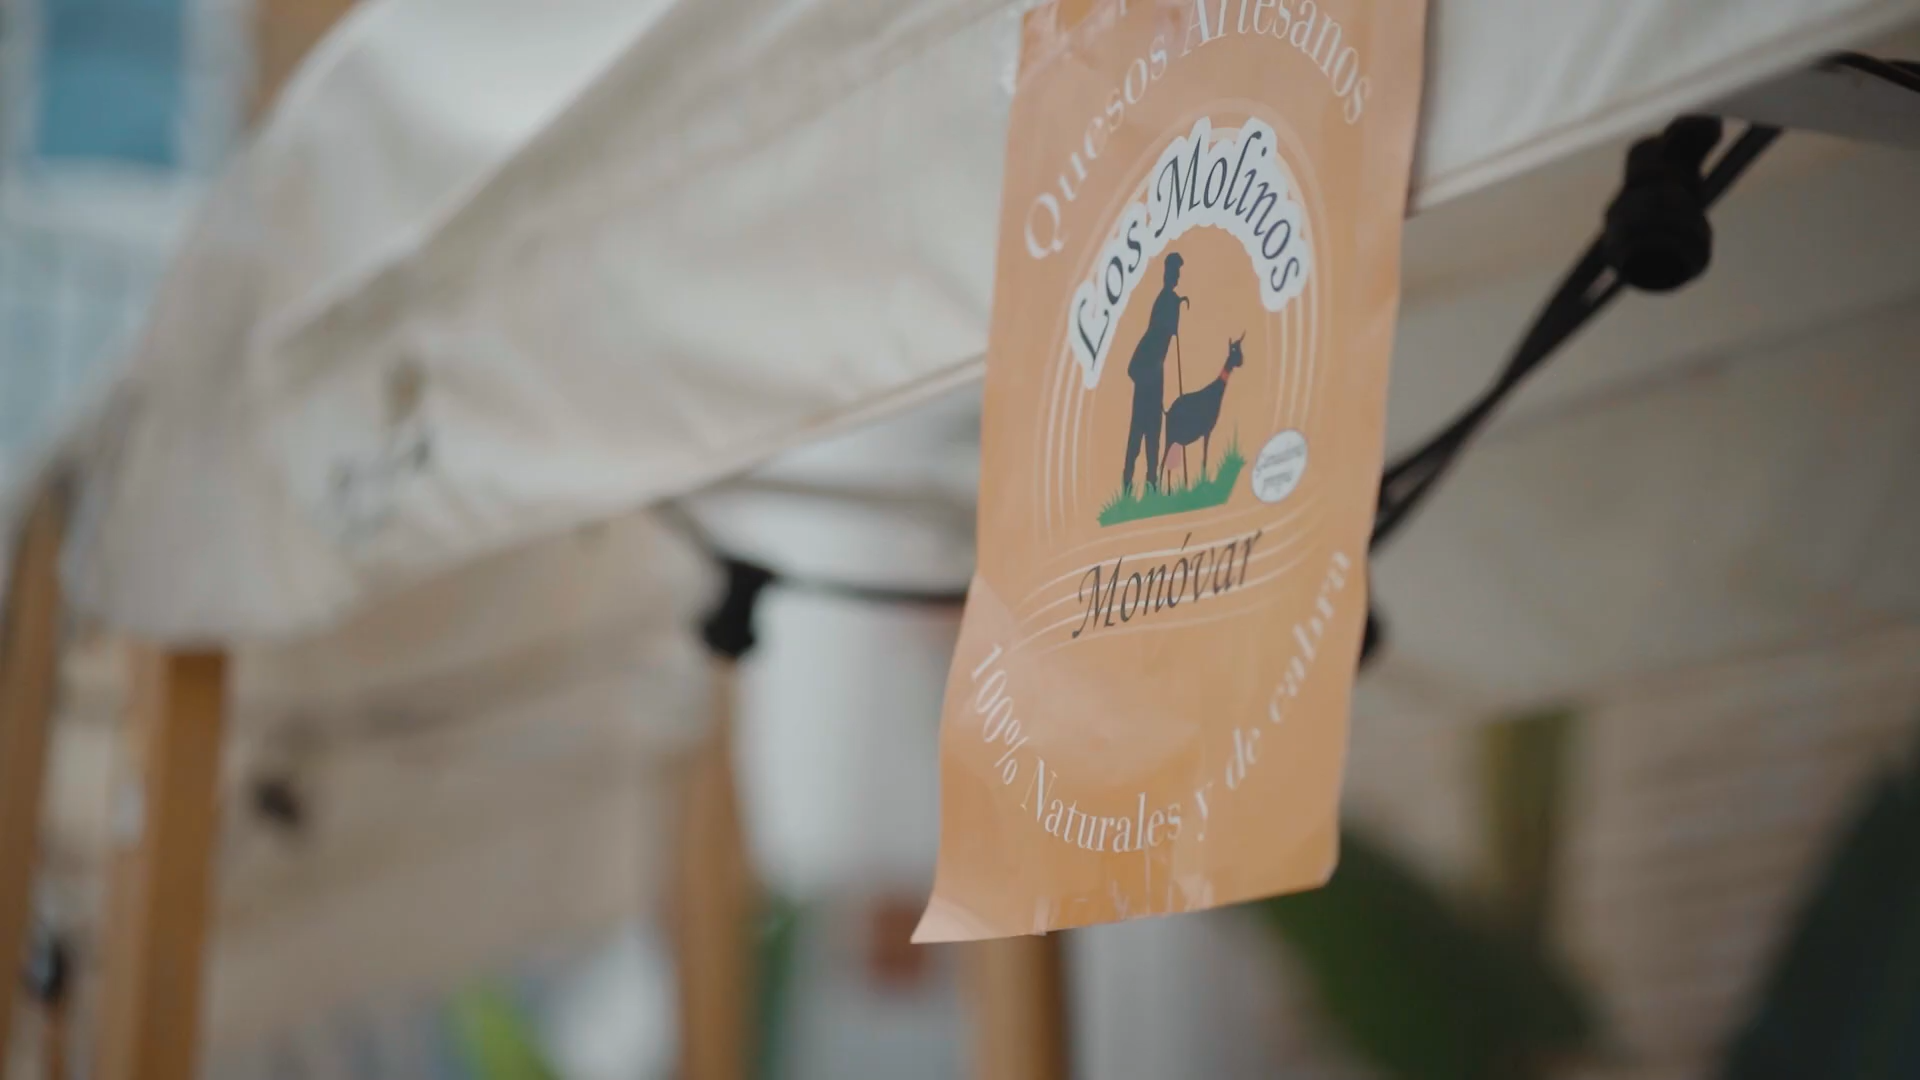 Quesos Artesanos
Los Molinos
Monóvar
100% Naturales y de cabra